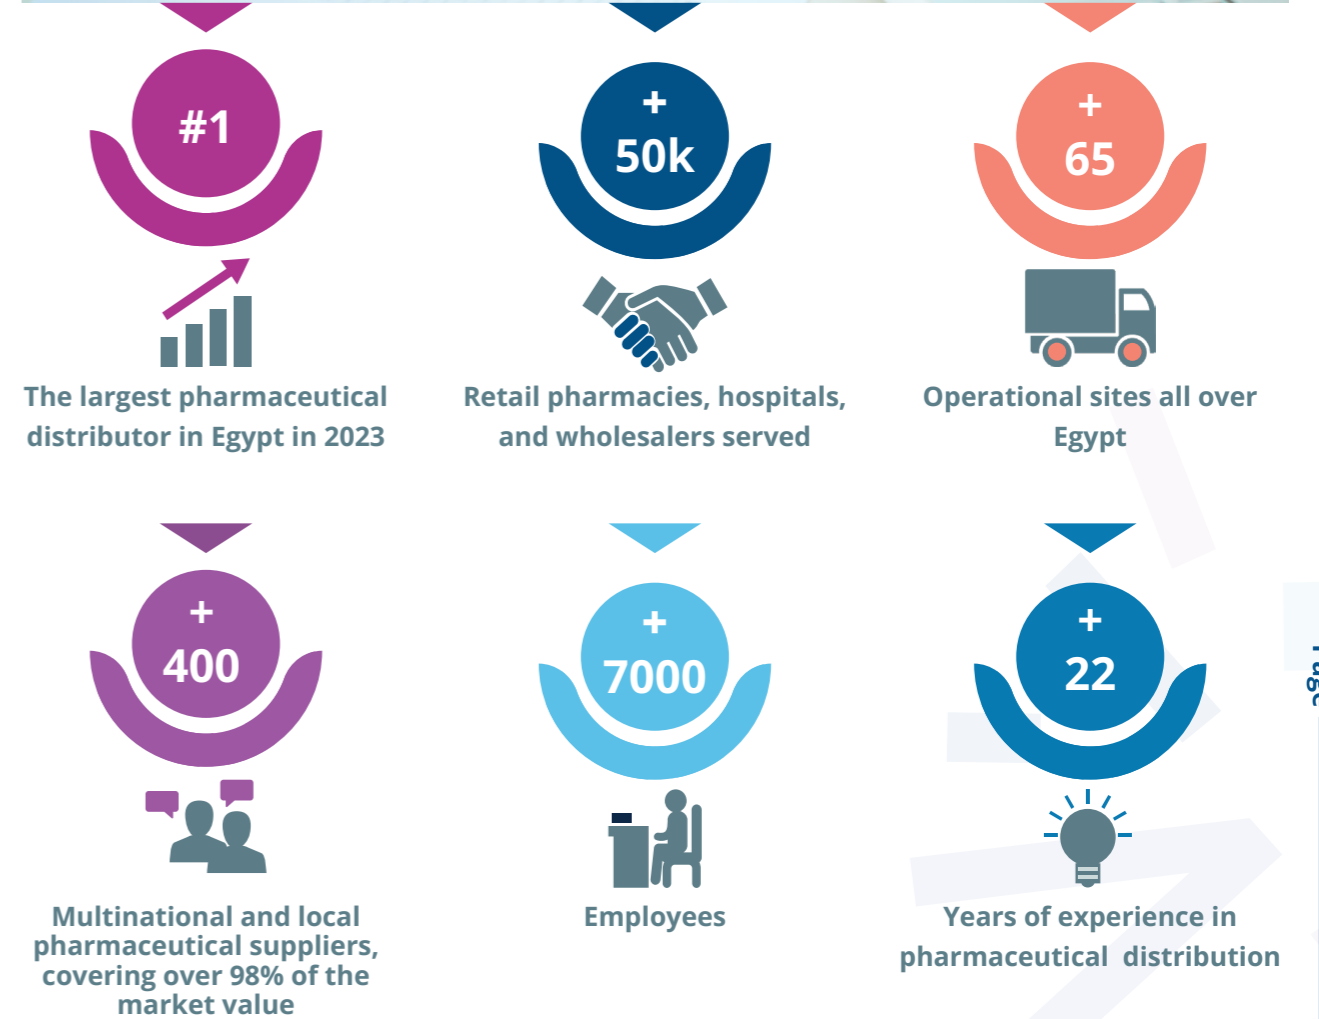 #1
+
50k
+
65
The largest pharmaceutical
distributor in Egypt in 2023
Retail pharmacies, hospitals,
and wholesalers served
Operational sites all over
Egypt
+
400
+
7000
+
22
Multinational and local
pharmaceutical suppliers,
covering over 98% of the
market value
Employees
Years of experience in
pharmaceutical distribution